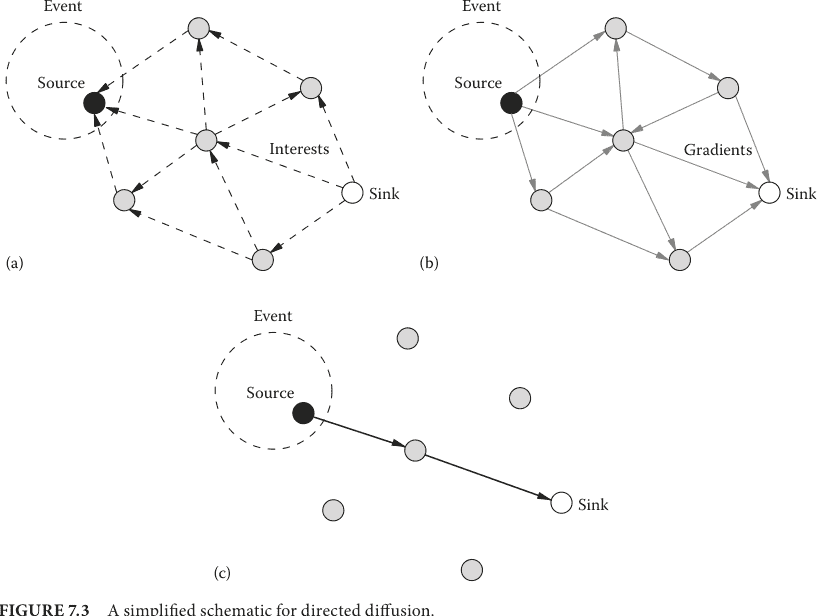 Event
Source
Interests
Sink
(a)
Event
Source
Gradients
Sink
(b)
Event
Source
Sink
(c)
FIGURE 7.3 A simplified schematic for directed diffusion.